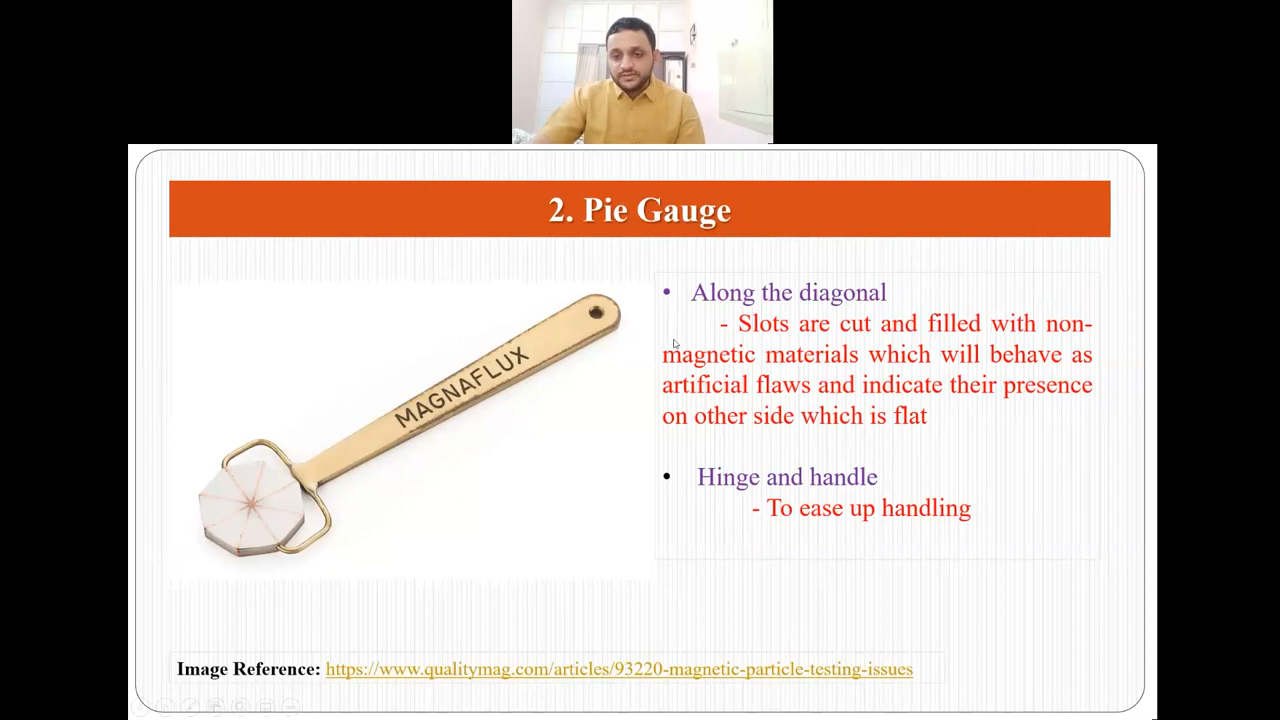 2. Pie Gauge
MAGNAFLUX
• Along the diagonal
- Slots are cut and filled with non-
magnetic materials which will behave as
artificial flaws and indicate their presence
on other side which is flat
• Hinge and handle
- To ease up handling
Image Reference: https://www.qualitymag.com/articles/93220-magnetic-particle-testing-issues